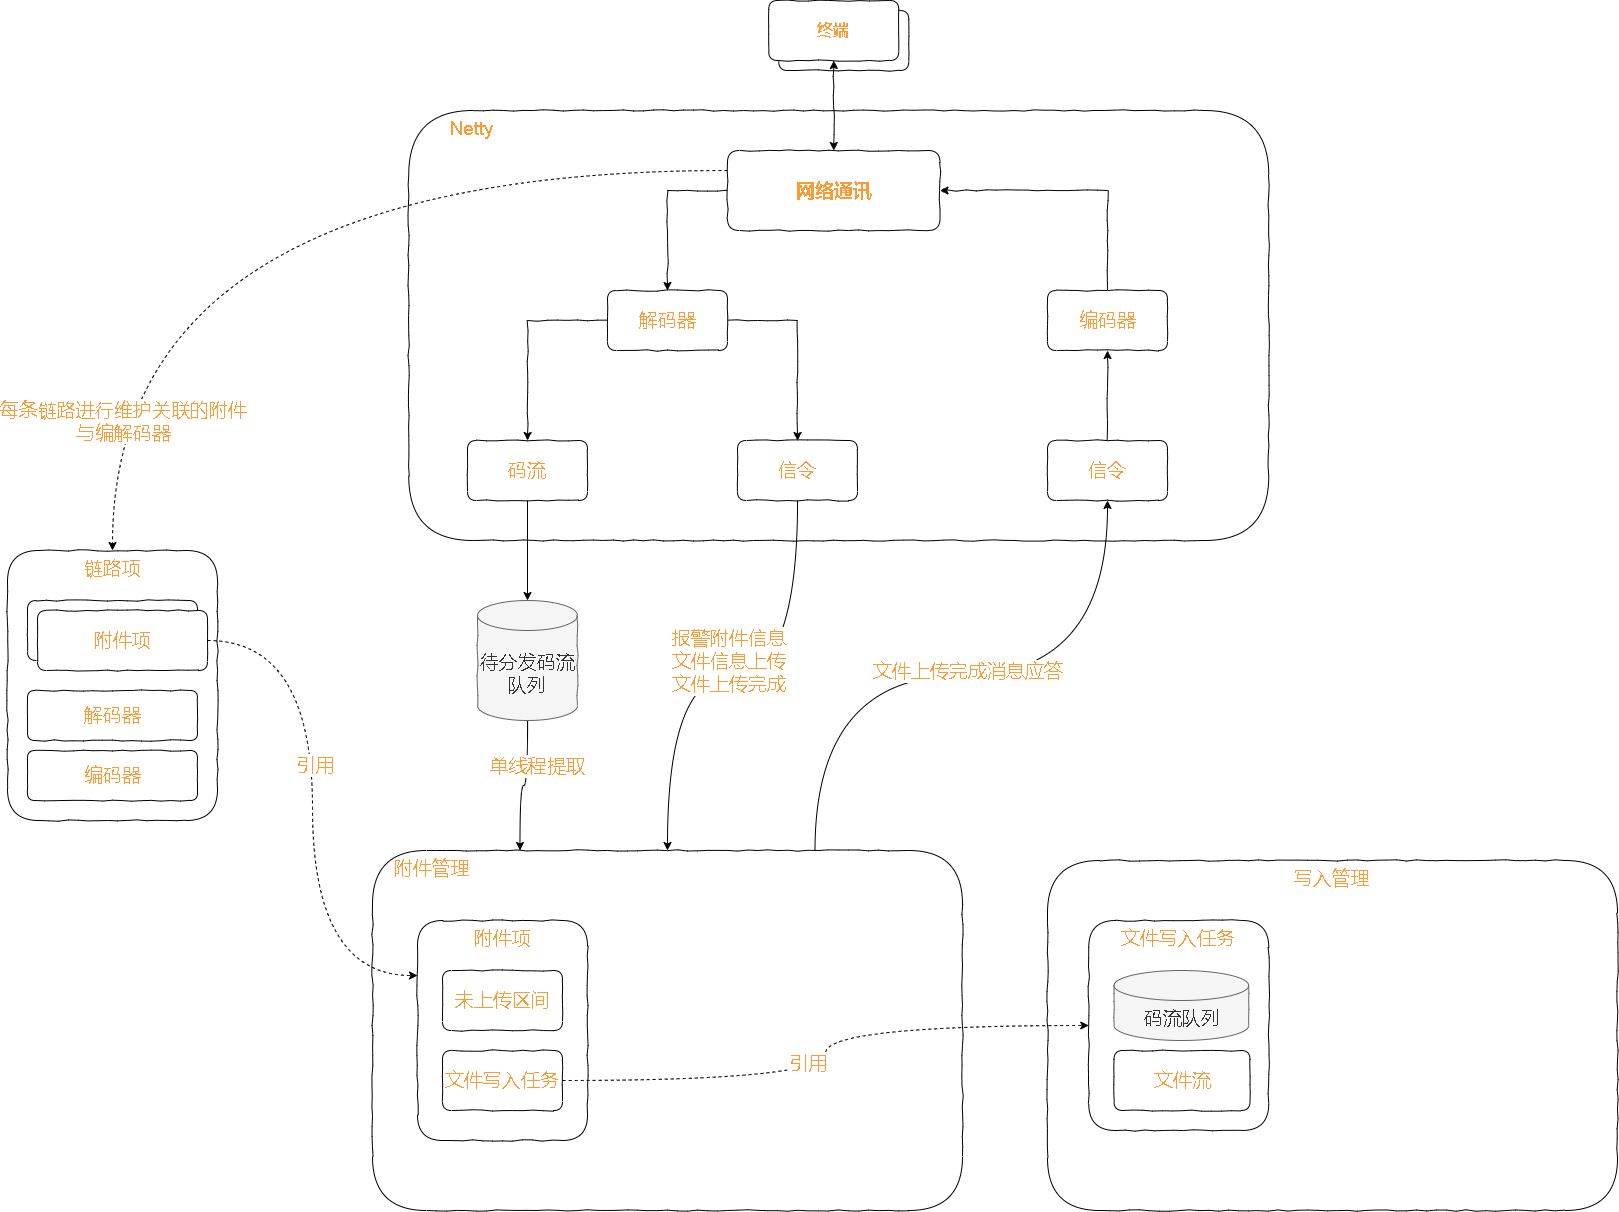 终端
Netty
网络通讯
解码器
编码器
每条链路进行维护关联的附件
与编解码器
码流
信令
信令
链路项
附件项
解码器
编码器
待分发码流
队列
报警附件信息
文件信息上传
文件上传完成
文件上传完成消息应答
引用
单线程提取
附件管理
附件项
未上传区间
文件写入任务
引用
写入管理
文件写入任务
码流队列
文件流